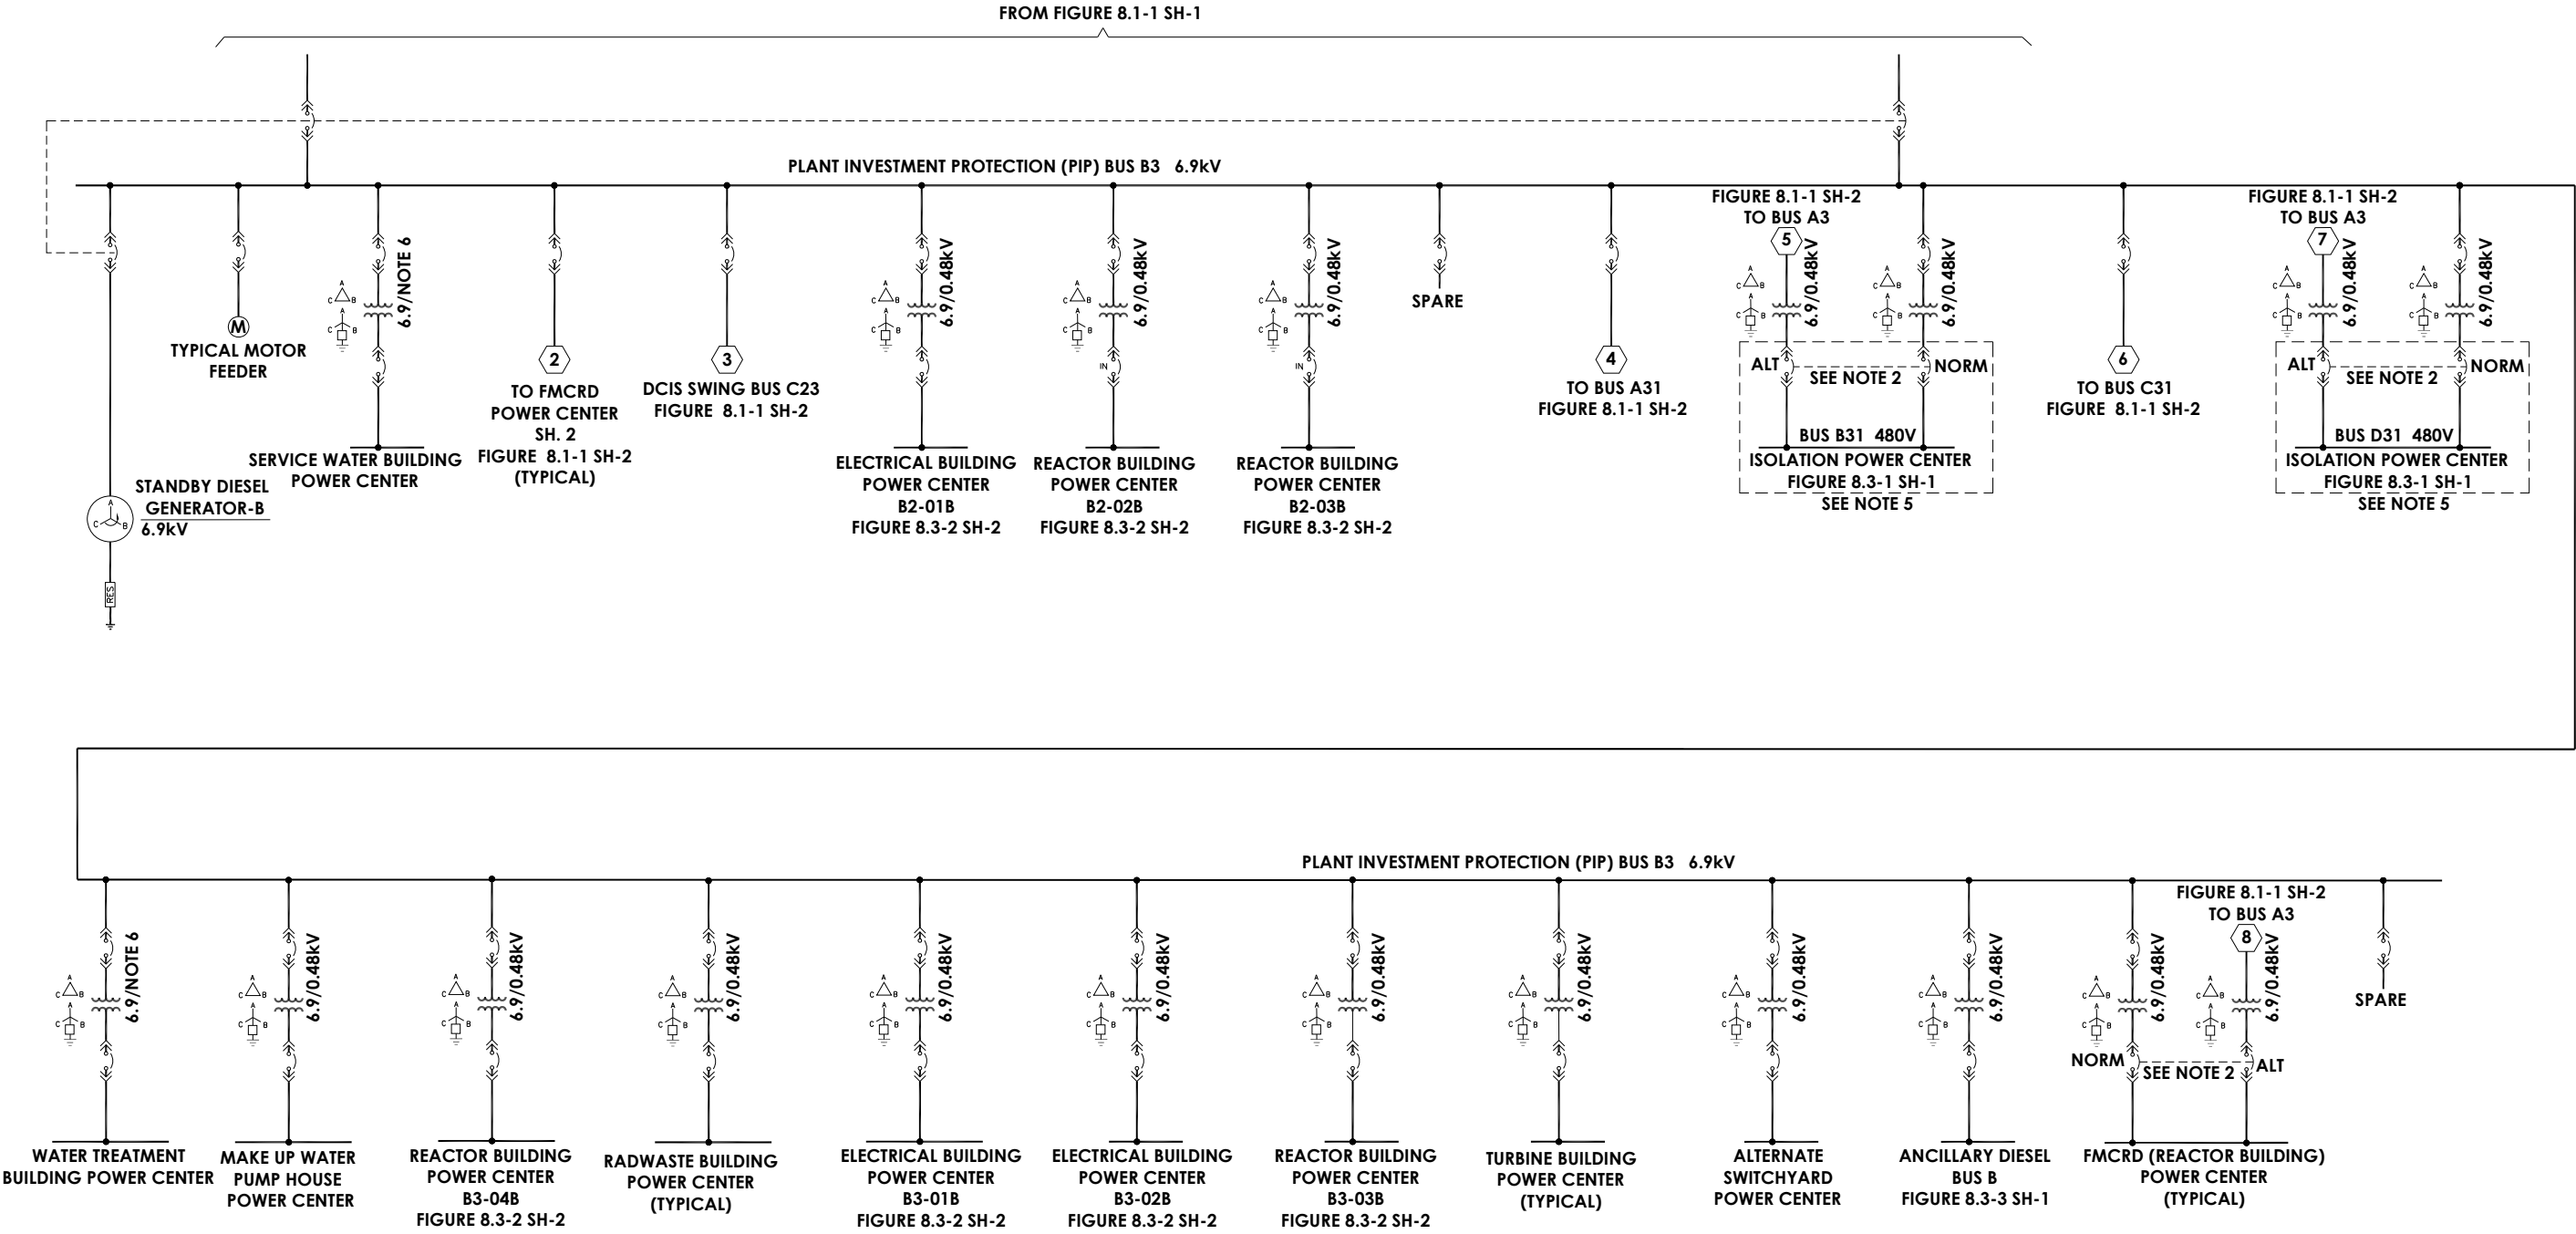 FROM FIGURE 8.1-1 SH-1
PLANT INVESTMENT PROTECTION (PIP) BUS B3 6.9kV
STANDBY DIESEL
GENERATOR-B
6.9kV
A
C
B
RES
M
TYPICAL MOTOR
FEEDER
6.9/NOTE 6
A
C
B
A
C
B
SERVICE WATER BUILDING
POWER CENTER
2
TO FMCRD
POWER CENTER
SH. 2
FIGURE 8.1-1 SH-2
(TYPICAL)
3
DCIS SWING BUS C23
FIGURE 8.1-1 SH-2
6.9/0.48kV
A
C
B
A
C
B
ELECTRICAL BUILDING
POWER CENTER
B2-01B
FIGURE 8.3-2 SH-2
6.9/0.48kV
A
C
B
A
C
B
IN
REACTOR BUILDING
POWER CENTER
B2-02B
FIGURE 8.3-2 SH-2
6.9/0.48kV
A
C
B
A
C
B
IN
REACTOR BUILDING
POWER CENTER
B2-03B
FIGURE 8.3-2 SH-2
SPARE
4
TO BUS A31
FIGURE 8.1-1 SH-2
FIGURE 8.1-1 SH-2
TO BUS A3
5
6.9/0.48kV
A
C
B
A
C
B
6.9/0.48kV
A
C
B
A
C
B
ALT
SEE NOTE 2
NORM
BUS B31 480V
ISOLATION POWER CENTER
FIGURE 8.3-1 SH-1
SEE NOTE 5
6
TO BUS C31
FIGURE 8.1-1 SH-2
FIGURE 8.1-1 SH-2
TO BUS A3
7
6.9/0.48kV
A
C
B
A
C
B
6.9/0.48kV
A
C
B
A
C
B
ALT
SEE NOTE 2
NORM
BUS D31 480V
ISOLATION POWER CENTER
FIGURE 8.3-1 SH-1
SEE NOTE 5
PLANT INVESTMENT PROTECTION (PIP) BUS B3 6.9kV
6.9/NOTE 6
A
C
B
A
C
B
WATER TREATMENT
BUILDING POWER CENTER
6.9/0.48kV
A
C
B
A
C
B
MAKE UP WATER
PUMP HOUSE
POWER CENTER
6.9/0.48kV
A
C
B
A
C
B
REACTOR BUILDING
POWER CENTER
B3-04B
FIGURE 8.3-2 SH-2
6.9/0.48kV
A
C
B
A
C
B
RADWASTE BUILDING
POWER CENTER
(TYPICAL)
6.9/0.48kV
A
C
B
A
C
B
ELECTRICAL BUILDING
POWER CENTER
B3-01B
FIGURE 8.3-2 SH-2
6.9/0.48kV
A
C
B
A
C
B
ELECTRICAL BUILDING
POWER CENTER
B3-02B
FIGURE 8.3-2 SH-2
6.9/0.48kV
A
C
B
A
C
B
REACTOR BUILDING
POWER CENTER
B3-03B
FIGURE 8.3-2 SH-2
6.9/0.48kV
A
C
B
A
C
B
TURBINE BUILDING
POWER CENTER
(TYPICAL)
6.9/0.48kV
A
C
B
A
C
B
ALTERNATE
SWITCHYARD
POWER CENTER
6.9/0.48kV
A
C
B
A
C
B
ANCILLARY DIESEL
BUS B
FIGURE 8.3-3 SH-1
6.9/0.48kV
A
C
B
A
C
B
FIGURE 8.1-1 SH-2
TO BUS A3
8
6.9/0.48kV
A
C
B
A
C
B
NORM
SEE NOTE 2
ALT
FMCRD (REACTOR BUILDING)
POWER CENTER
(TYPICAL)
SPARE